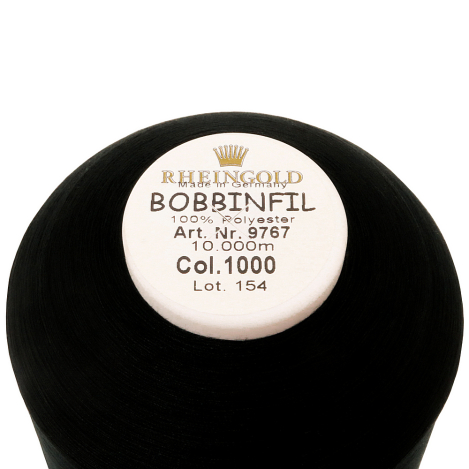 RHEINGOLD
Made in Germany
BOBBINFIL
100% Polyester
Art. Nr. 9767
10.000m
Col.1000
Lot. 154